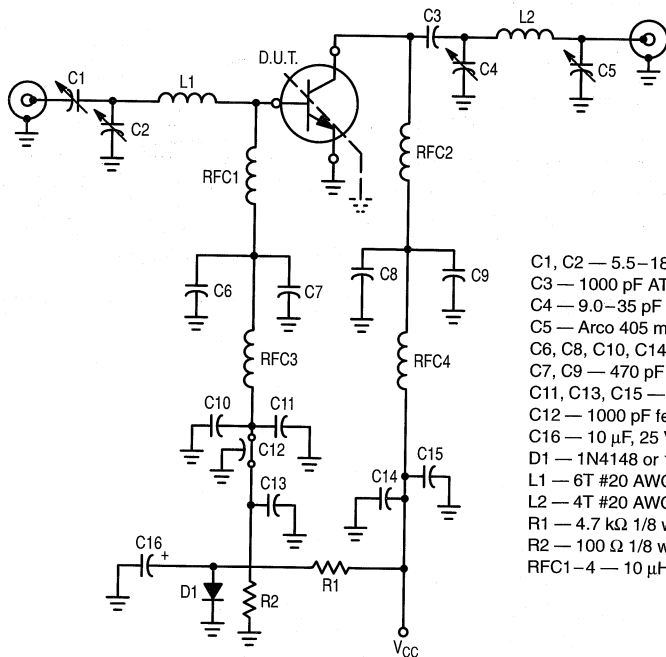 C3
L2
D.U.T.
C1
L1
C4
C5
C2
RFC1
RFC2
C6
C7
C8
C9
RFC3
RFC4
C10
C11
C12
C13
C14
C15
C16
+
D1
R2
R1
VCC
C1, C2 — 5.5–18
C3 — 1000 pF AT
C4 — 9.0–35 pF
C5 — Arco 405 m
C6, C8, C10, C14
C7, C9 — 470 pF
C11, C13, C15 —
C12 — 1000 pF fe
C16 — 10 µF, 25 V
D1 — 1N4148 or
L1 — 6T #20 AWG
L2 — 4T #20 AWG
R1 — 4.7 kΩ 1/8 w
R2 — 100 Ω 1/8 w
RFC1–4 — 10 µH